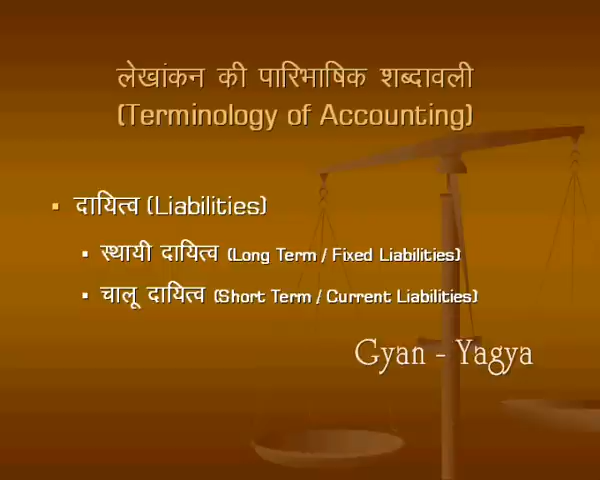 लेखांकन की पारिभाषिक शब्दावली
(Terminology of Accounting)
▪ दायित्व (Liabilities)
▪ स्थायी दायित्व (Long Term / Fixed Liabilities)
▪ चालू दायित्व (Short Term / Current Liabilities)
Gyan - Yagya